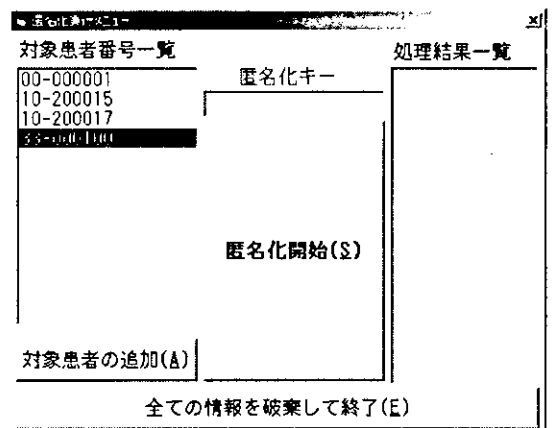 対象患者番号一覧
00-000001
10-200015
10-200017
対象患者の追加(A)
匿名化キー
匿名化開始(S)
処理結果一覧
全ての情報を破棄して終了(E)